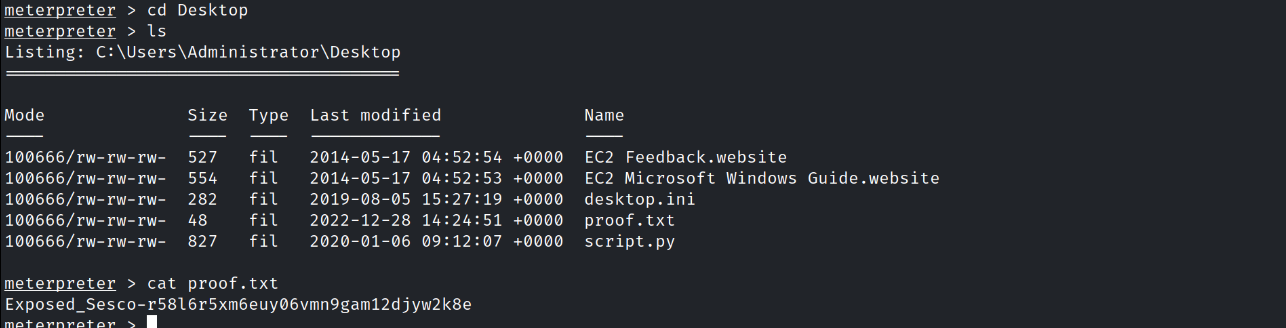 meterpreter > cd Desktop
meterpreter > ls
Listing: C:\Users\Administrator\Desktop
Mode Size Type Last modified Name
100666/rw-rw-rw- 527 fil 2014-05-17 04:52:54 +0000 EC2 Feedback.website
100666/rw-rw-rw- 554 fil 2014-05-17 04:52:53 +0000 EC2 Microsoft Windows Guide.website
100666/rw-rw-rw- 282 fil 2019-08-05 15:27:19 +0000 desktop.ini
100666/rw-rw-rw- 48 fil 2022-12-28 14:24:51 +0000 proof.txt
100666/rw-rw-rw- 827 fil 2020-01-06 09:12:07 +0000 script.py
meterpreter > cat proof.txt
Exposed_Sesco-r58l6r5xm6euy06vmn9gam12djyw2k8e
meterpreter >